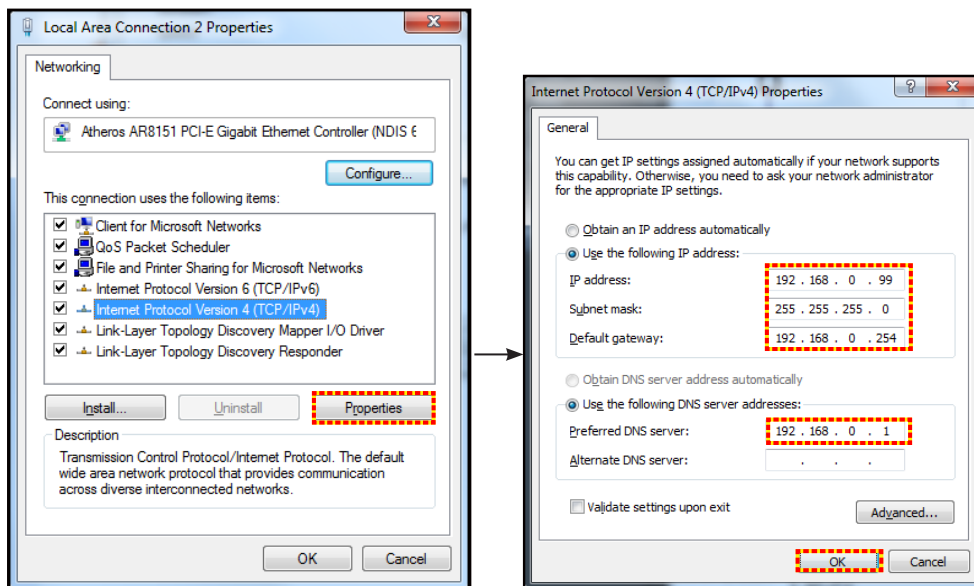 Local Area Connection 2 Properties
Networking
Connect using:
Atheros AR8151 PCI-E Gigabit Ethernet Controller (NDIS 6
Configure...
This connection uses the following items:
Client for Microsoft Networks
QoS Packet Scheduler
File and Printer Sharing for Microsoft Networks
Internet Protocol Version 6 (TCP/IPv6)
Internet Protocol Version 4 (TCP/IPv4)
Link-Layer Topology Discovery Mapper I/O Driver
Link-Layer Topology Discovery Responder
Install...
Uninstall
Properties
Description
Transmission Control Protocol/Internet Protocol. The default
wide area network protocol that provides communication
across diverse interconnected networks.
OK
Cancel
Internet Protocol Version 4 (TCP/IPv4) Properties
General
You can get IP settings assigned automatically if your network supports
this capability. Otherwise, you need to ask your network administrator
for the appropriate IP settings.
Obtain an IP address automatically
Use the following IP address:
IP address: 192 . 168 . 0 . 99
Subnet mask: 255 . 255 . 255 . 0
Default gateway: 192 . 168 . 0 . 254
Obtain DNS server address automatically
Use the following DNS server addresses:
Preferred DNS server: 192 . 168 . 0 . 1
Alternate DNS server: . . .
Validate settings upon exit
Advanced...
OK
Cancel